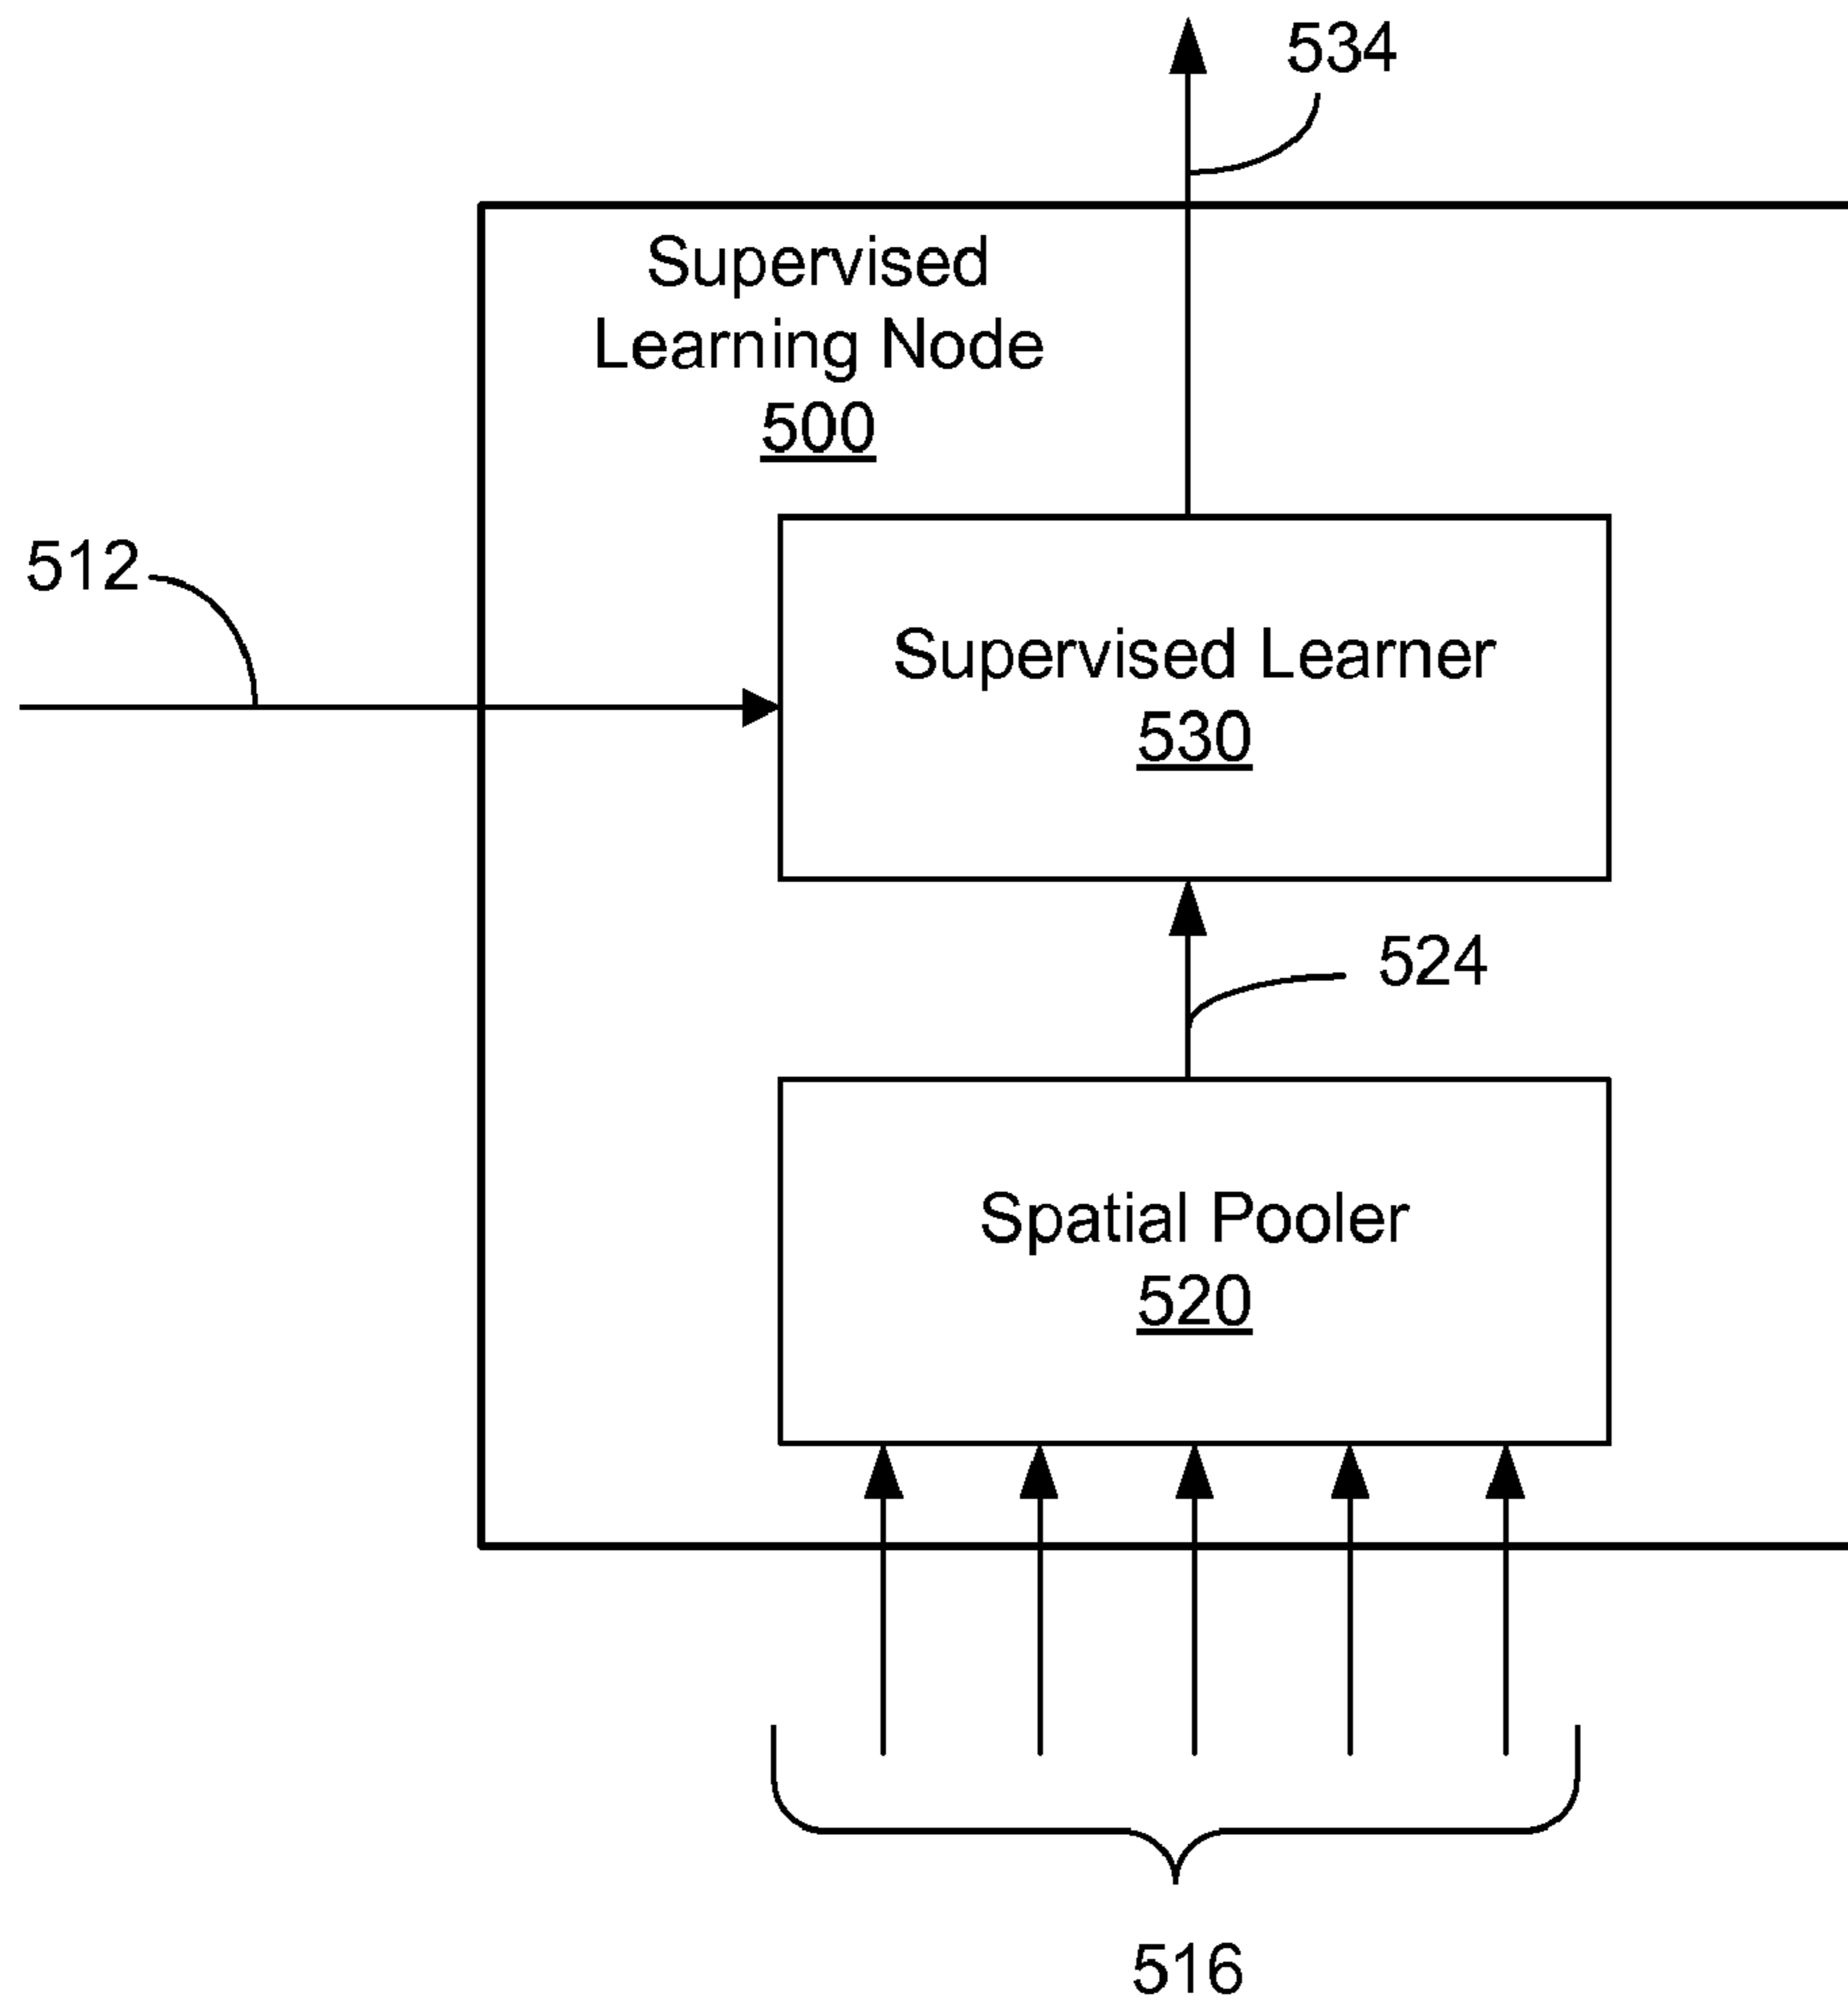 534
Supervised
Learning Node
500
512
Supervised Learner
530
524
Spatial Pooler
520
516